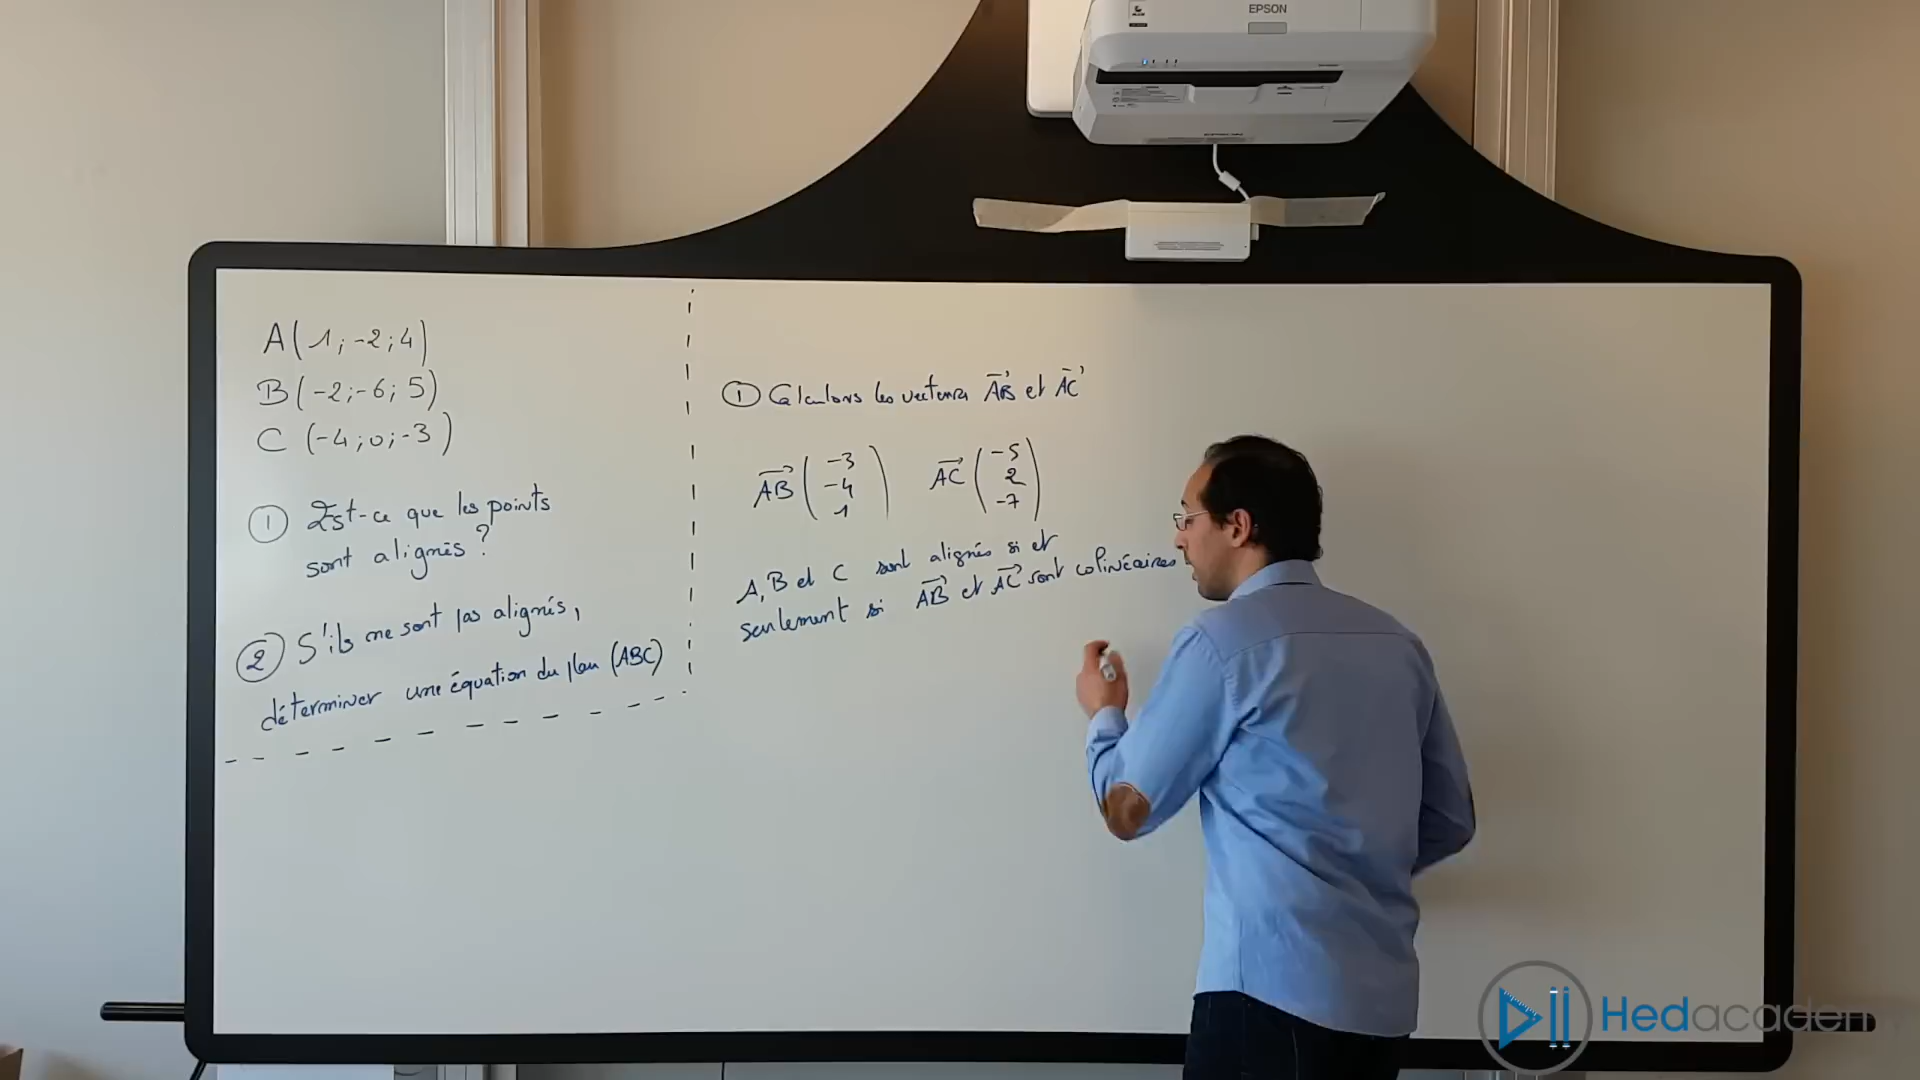 EPSON
A(1;-2;4)
B(-2;-6;5)
C(-4;0;-3)
① Est-ce que les points
sont alignés ?
② S'ils ne sont pas alignés,
déterminer une équation du plan (ABC)
① Calculons les vecteurs AB et AC
AB (-3 -4 1) AC (-5 2 -7)
A, B et C sont alignés si et
seulement si AB et AC sont colinéaires
Hedacadem